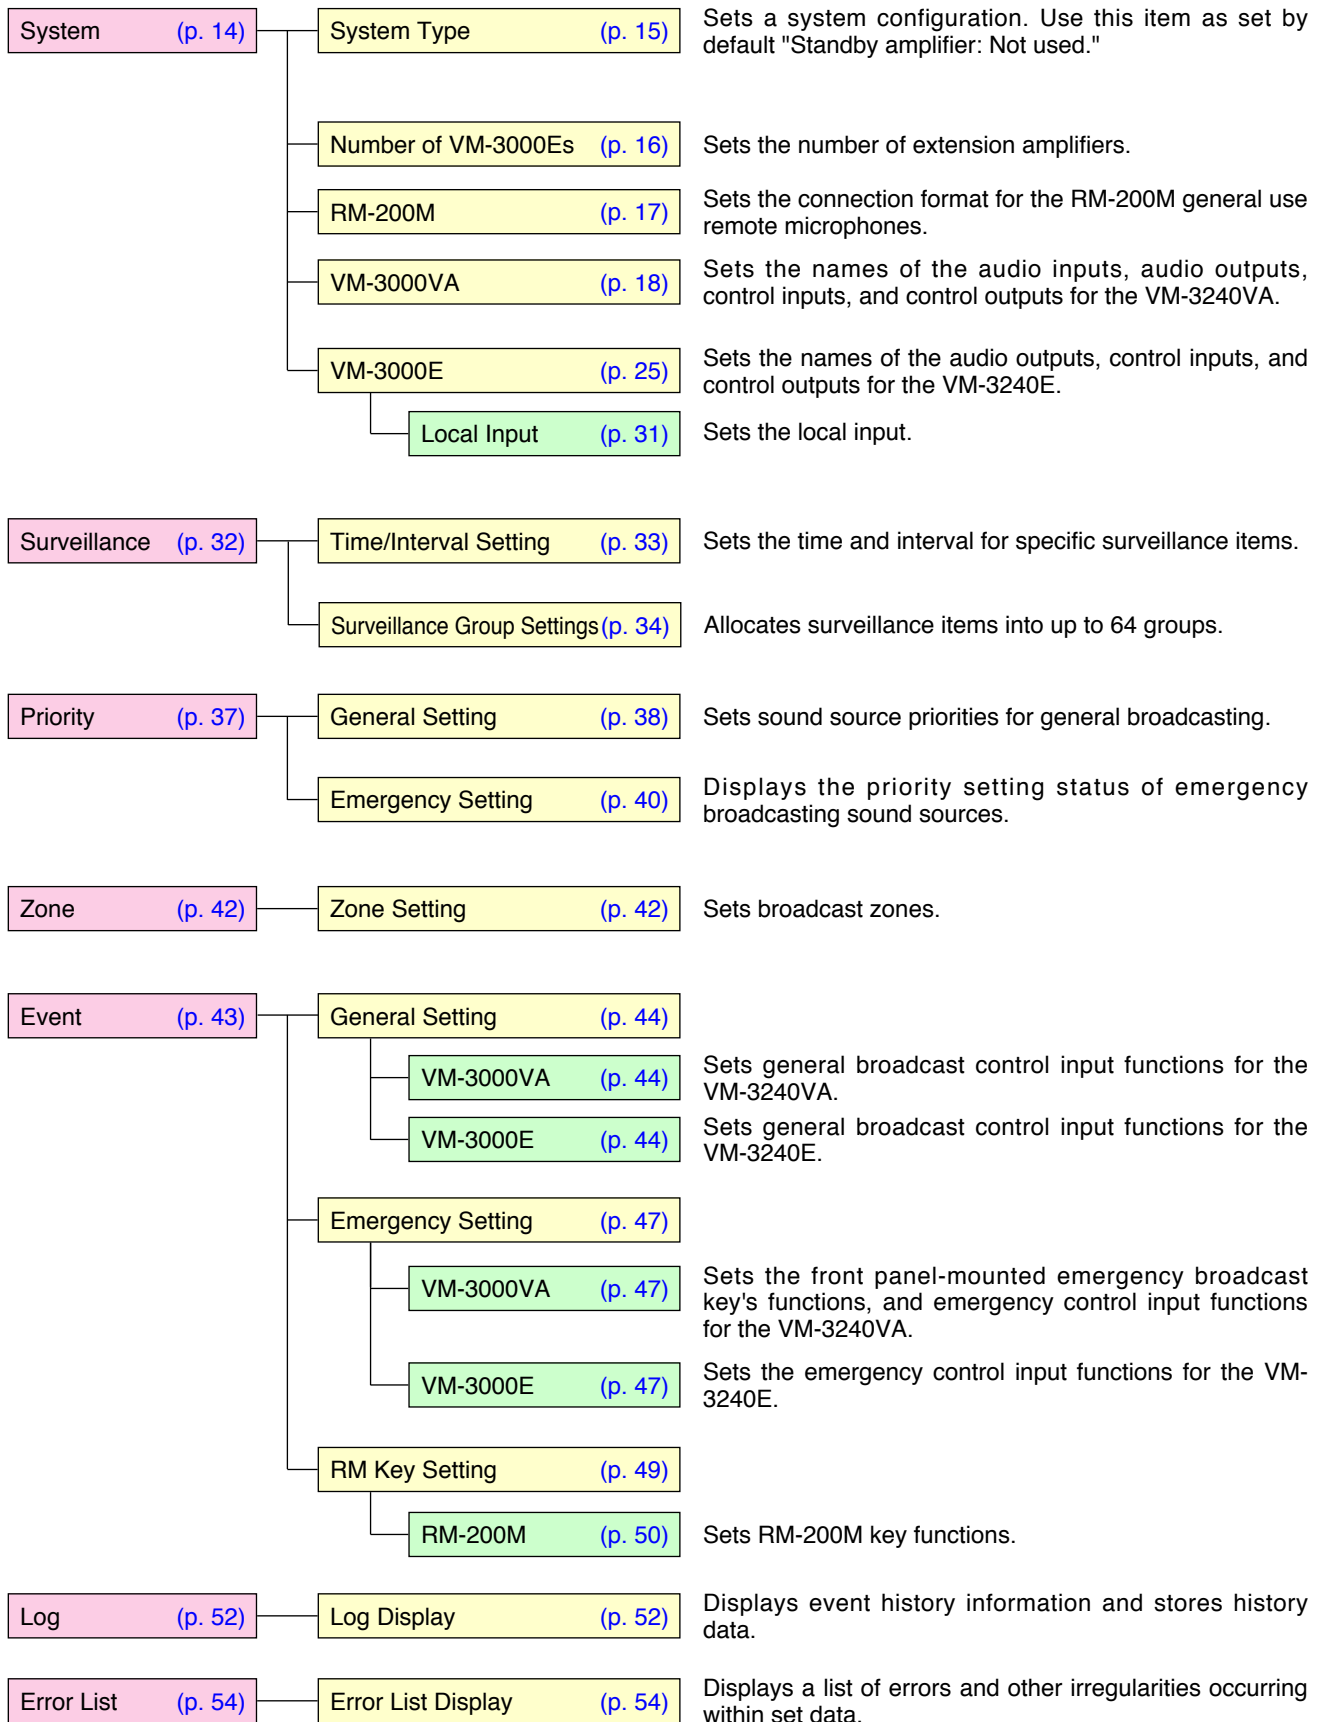 System (p. 14)
System Type (p. 15)
Sets a system configuration. Use this item as set by
default "Standby amplifier: Not used."
Number of VM-3000Es (p. 16)
Sets the number of extension amplifiers.
RM-200M (p. 17)
Sets the connection format for the RM-200M general use
remote microphones.
VM-3000VA (p. 18)
Sets the names of the audio inputs, audio outputs,
control inputs, and control outputs for the VM-3240VA.
VM-3000E (p. 25)
Sets the names of the audio outputs, control inputs, and
control outputs for the VM-3240E.
Local Input (p. 31)
Sets the local input.
Surveillance (p. 32)
Time/Interval Setting (p. 33)
Sets the time and interval for specific surveillance items.
Surveillance Group Settings (p. 34)
Allocates surveillance items into up to 64 groups.
Priority (p. 37)
General Setting (p. 38)
Sets sound source priorities for general broadcasting.
Emergency Setting (p. 40)
Displays the priority setting status of emergency
broadcasting sound sources.
Zone (p. 42)
Zone Setting (p. 42)
Sets broadcast zones.
Event (p. 43)
General Setting (p. 44)
VM-3000VA (p. 44)
Sets general broadcast control input functions for the
VM-3240VA.
VM-3000E (p. 44)
Sets general broadcast control input functions for the
VM-3240E.
Emergency Setting (p. 47)
VM-3000VA (p. 47)
Sets the front panel-mounted emergency broadcast
key's functions, and emergency control input functions
for the VM-3240VA.
VM-3000E (p. 47)
Sets the emergency control input functions for the VM-
3240E.
RM Key Setting (p. 49)
RM-200M (p. 50)
Sets RM-200M key functions.
Log (p. 52)
Log Display (p. 52)
Displays event history information and stores history
data.
Error List (p. 54)
Error List Display (p. 54)
Displays a list of errors and other irregularities occurring
within set data.